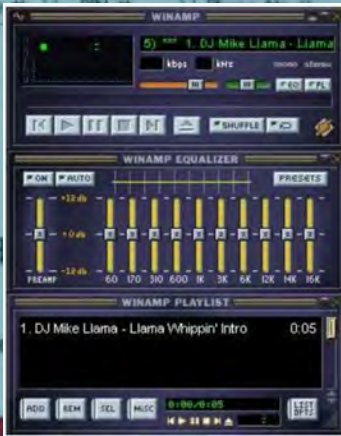 WINAMP
5) *** 1. DJ Mike Llama - Llama
kbps kHz mono stereo
EQ PL
SHUFFLE
WINAMP EQUALIZER
ON AUTO PRESETS
+12 db
+0 db
-12 db
PREAMP 60 170 310 600 1K 3K 6K 12K 14K 16K
WINAMP PLAYLIST
1. DJ Mike Llama - Llama Whippin' Intro 0:05
0:00/0:05
ADD REM SEL MISC LIST OPTS